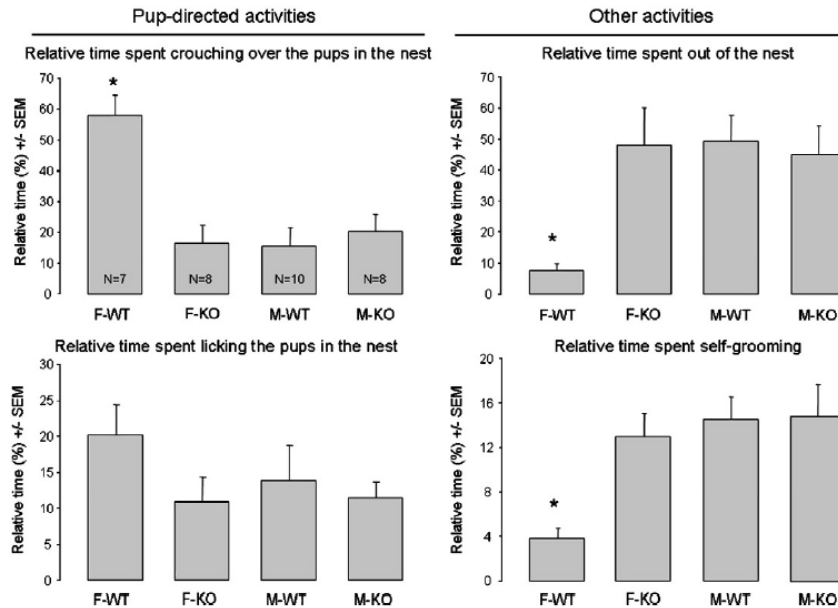 Pup-directed activities
Other activities
Relative time spent crouching over the pups in the nest
Relative time (%) +/- SEM
70
60
50
40
30
20
10
0
*
N=7
N=8
N=10
N=8
F-WT
F-KO
M-WT
M-KO
Relative time spent out of the nest
Relative time (%) +/- SEM
70
60
50
40
30
20
10
0
*
F-WT
F-KO
M-WT
M-KO
Relative time spent licking the pups in the nest
Relative time (%) +/- SEM
30
25
20
15
10
5
0
F-WT
F-KO
M-WT
M-KO
Relative time spent self-grooming
Relative time (%) +/- SEM
20
16
12
8
4
0
*
F-WT
F-KO
M-WT
M-KO